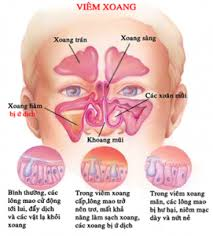 VIÊM XOANG
Xoang trán
Xoang sàng
Các xoăn mũi
Xoang hàm
bị ứ dịch
Khoang mũi
Bình thường, các
lông mao cử động
tới lui, đẩy dịch
và các vật lạ khỏi
xoang
Trong viêm xoang
cấp, lông mao trở
nên trơ, mất khả
năng làm sạch xoang,
các xoang bị ứ dịch
Trong viêm xoang
mãn, các lông mao
bị hư hại, niêm mạc
dày và nứt nẻ